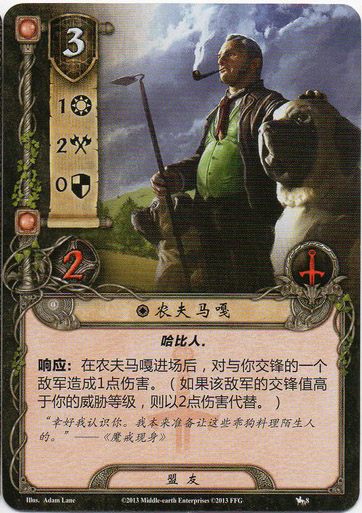 3
1
2
0
2
农夫马嘎
哈比人.
响应：在农夫马嘎进场后，对与你交锋的一个
敌军造成1点伤害。（如果该敌军的交锋值高
于你的威胁等级，则以2点伤害代替。）
“幸好我认识你。我本来准备让这些乖狗料理陌生人
的。”——《魔戒现身》
盟友
Illus. Adam Lane
©2013 Middle-earth Enterprises ©2013 FFG
8